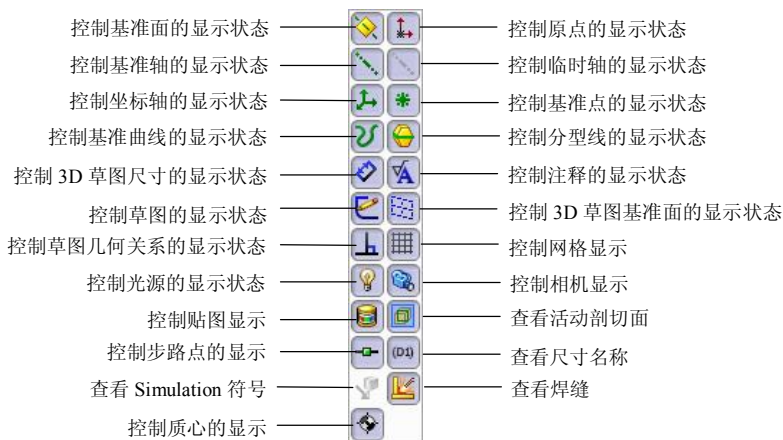 控制基准面的显示状态 控制原点的显示状态
控制基准轴的显示状态 控制临时轴的显示状态
控制坐标轴的显示状态 控制基准点的显示状态
控制基准曲线的显示状态 控制分型线的显示状态
控制 3D 草图尺寸的显示状态 控制注释的显示状态
控制草图的显示状态 控制 3D 草图基准面的显示状态
控制草图几何关系的显示状态 控制网格显示
控制光源的显示状态 控制相机显示
控制贴图显示 查看活动剖切面
控制步路点的显示 (D1) 查看尺寸名称
查看 Simulation 符号 查看焊缝
控制质心的显示